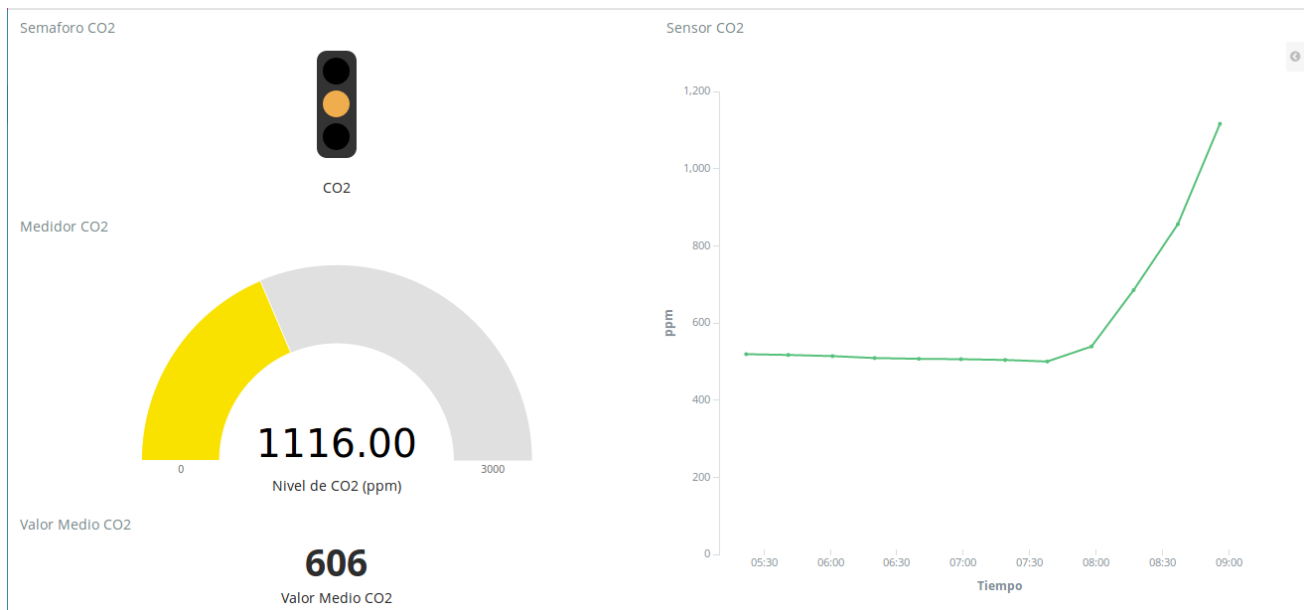 Semaforo CO2
CO2
Medidor CO2
1116.00
0
3000
Nivel de CO2 (ppm)
Valor Medio CO2
606
Valor Medio CO2
Sensor CO2
1,200
1,000
800
600
400
200
0
ppm
05:30 06:00 06:30 07:00 07:30 08:00 08:30 09:00
Tiempo